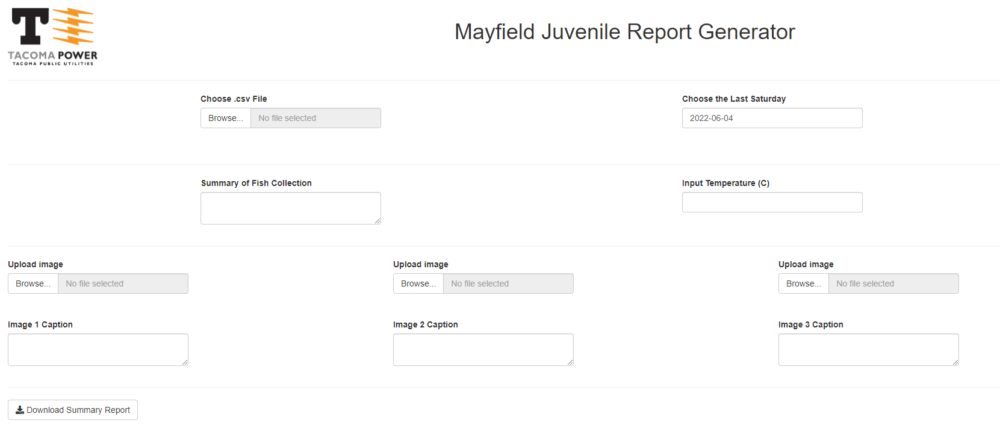 T
TACOMA POWER
TACOMA PUBLIC UTILITIES
Mayfield Juvenile Report Generator
Choose .csv File
Choose the Last Saturday
Browse... No file selected
2022-06-04
Summary of Fish Collection
Input Temperature (C)
Upload image
Upload image
Upload image
Browse... No file selected
Browse... No file selected
Browse... No file selected
Image 1 Caption
Image 2 Caption
Image 3 Caption
Download Summary Report